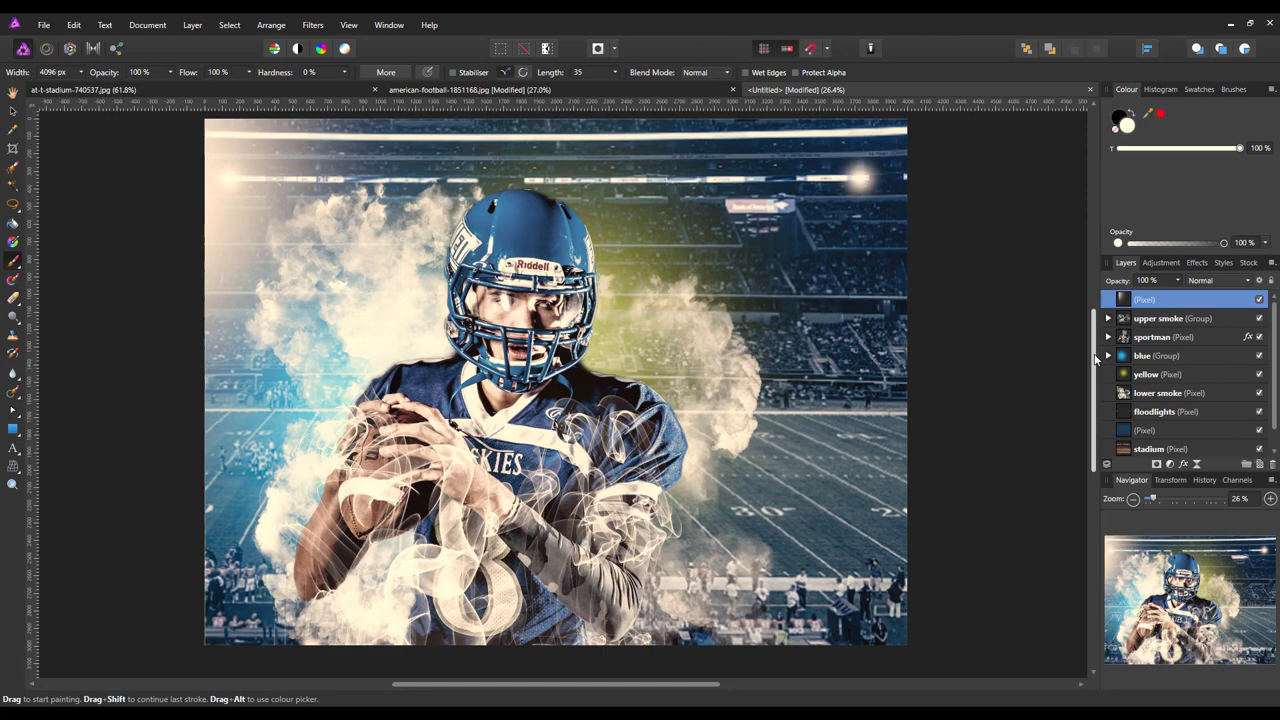 File Edit Text Document Layer Select Arrange Filters View Window Help
Width: 4096 px Opacity: 100 % Flow: 100 % Hardness: 0 % More Stabiliser Length: 35 Blend Mode: Normal Wet Edges Protect Alpha
at-t-stadium-740537.jpg (61.8%) american-football-1851168.jpg [Modified] (27.0%) <Untitled> [Modified] (26.4%)
Colour Histogram Swatches Brushes
T 100 %
Opacity
100 %
Layers Adjustment Effects Styles Stock
Opacity: 100 % Normal
(Pixel)
upper smoke (Group)
sportman (Pixel) fx
blue (Group)
yellow (Pixel)
lower smoke (Pixel)
floodlights (Pixel)
(Pixel)
stadium (Pixel)
fx
Navigator Transform History Channels
Zoom: 26 %
Riddell
SKIES
8
Drag to start painting. Drag+Shift to continue last stroke. Drag+Alt to use colour picker.